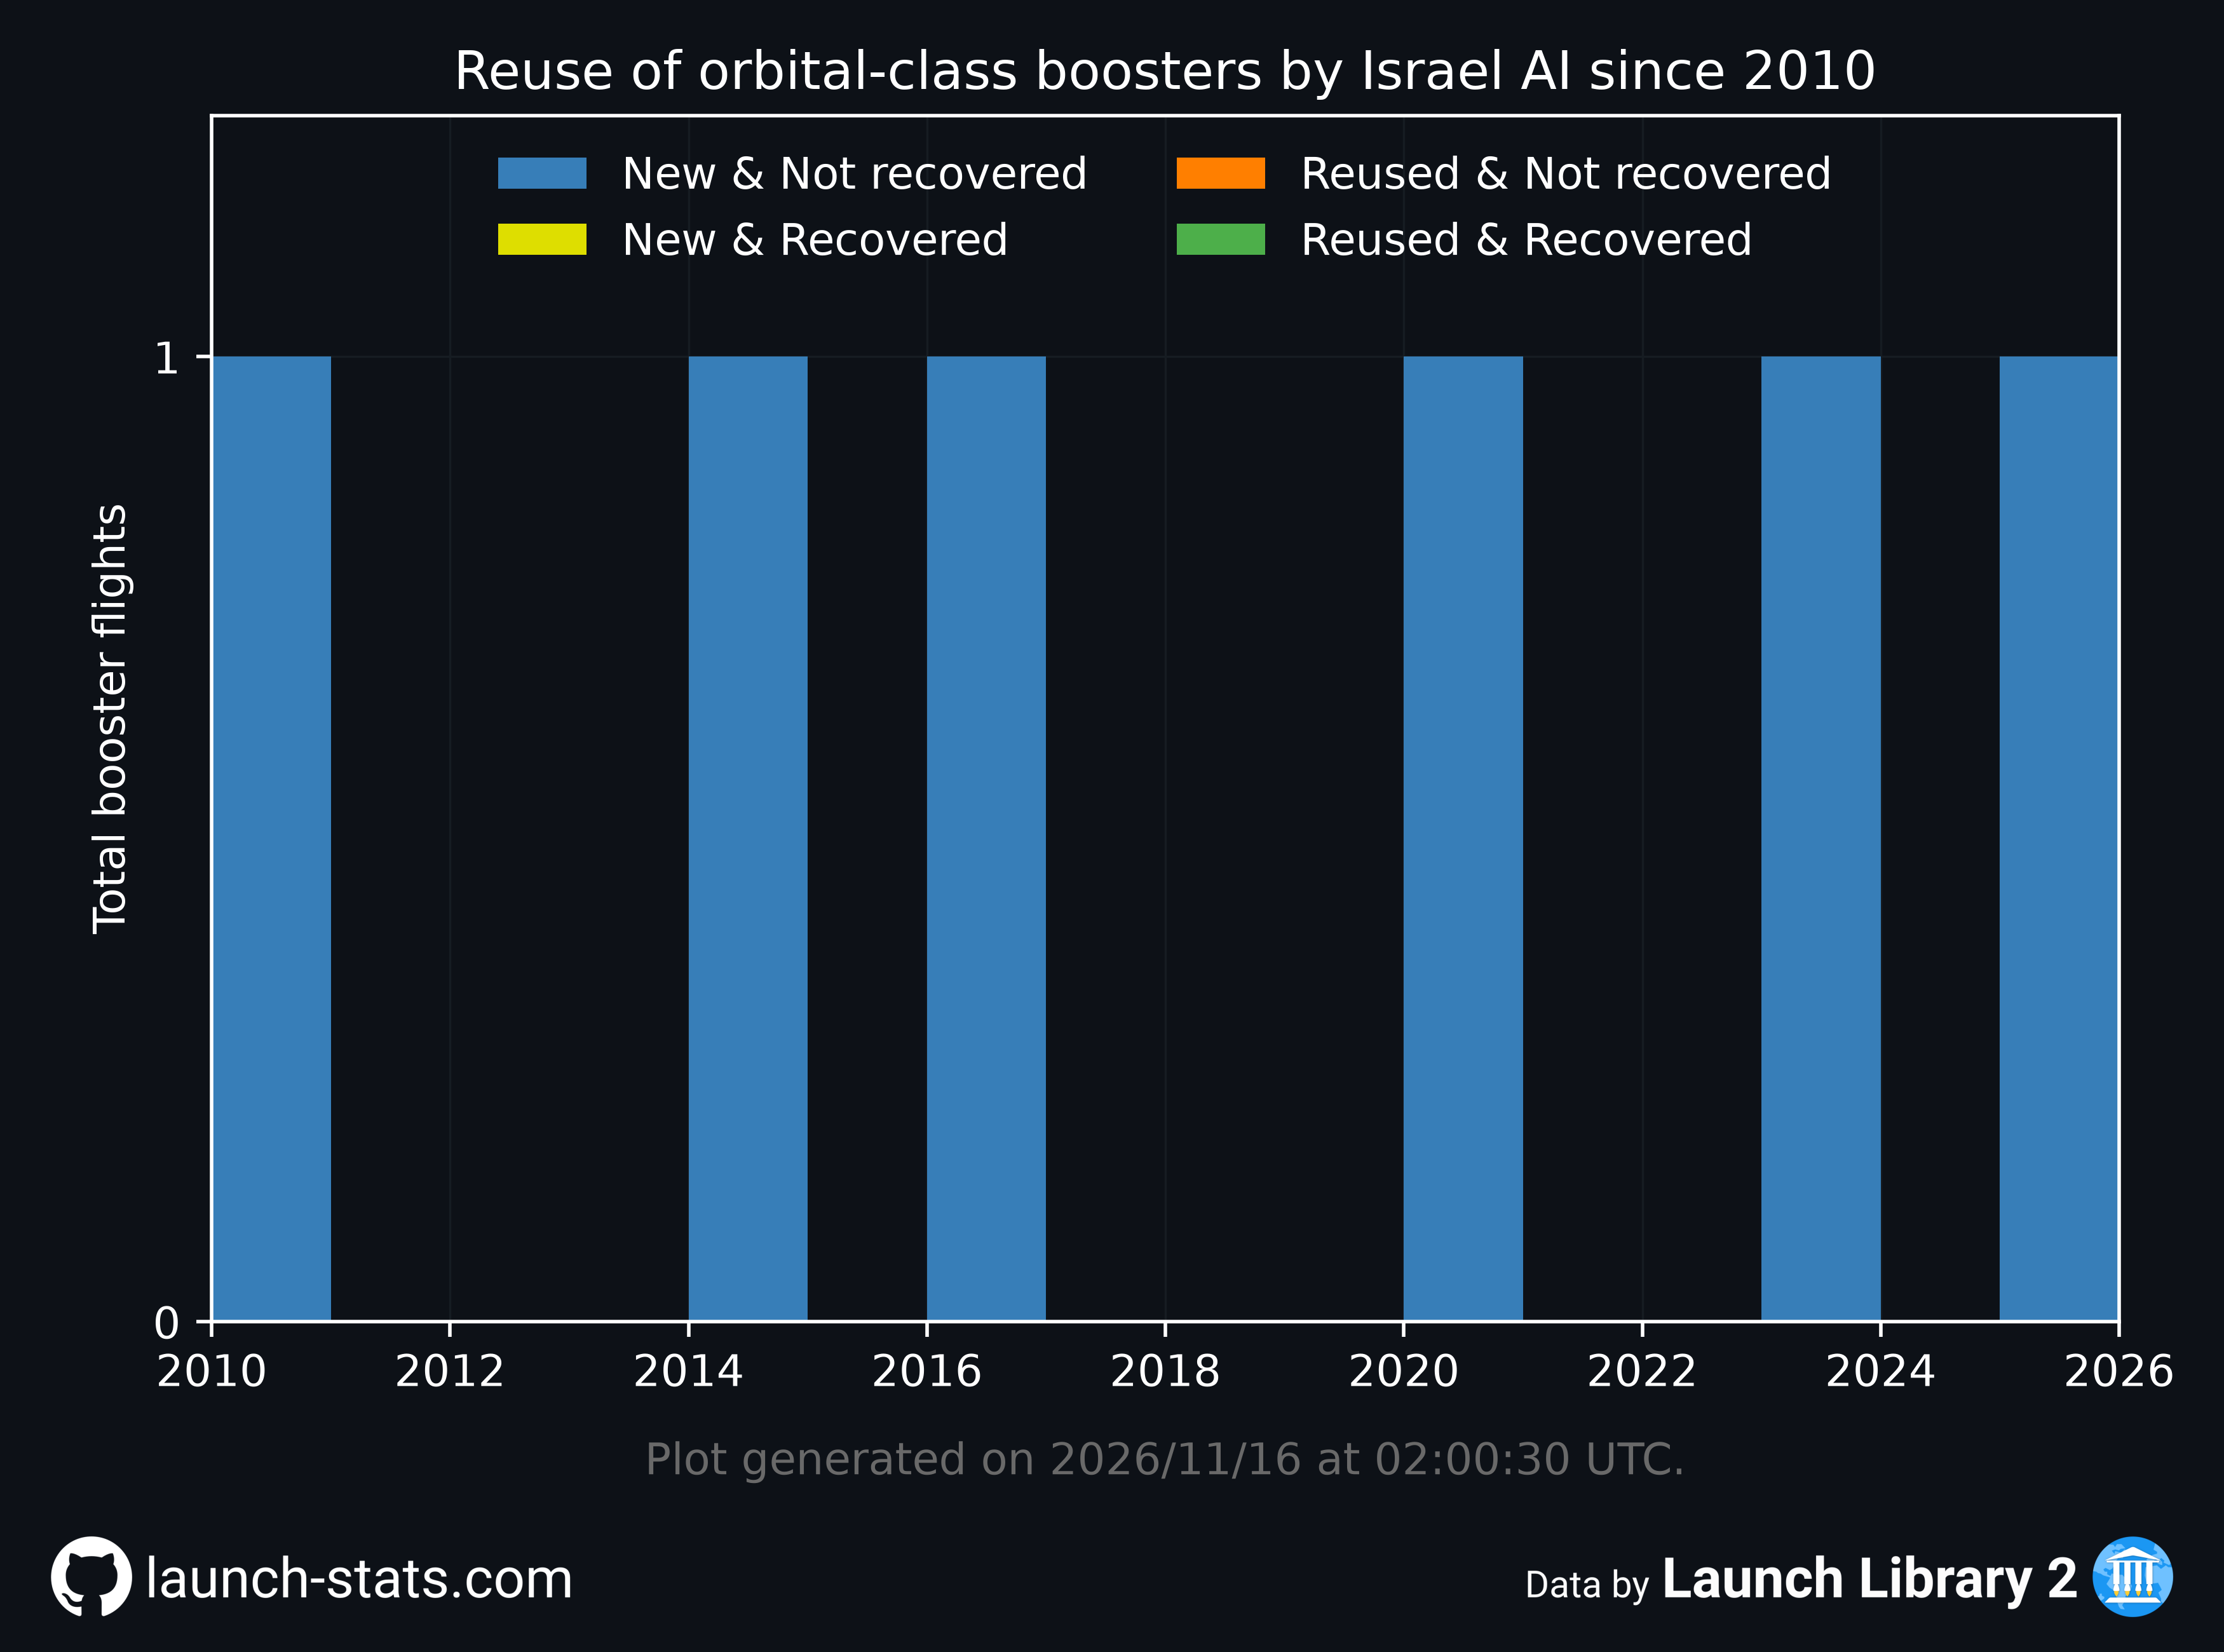 Reuse of orbital-class boosters by Israel AI since 2010
New & Not recovered
New & Recovered
Reused & Not recovered
Reused & Recovered
Total booster flights
1
0
2010 2012 2014 2016 2018 2020 2022 2024 2026
Plot generated on 2026/11/16 at 02:00:30 UTC.
launch-stats.com
Data by Launch Library 2